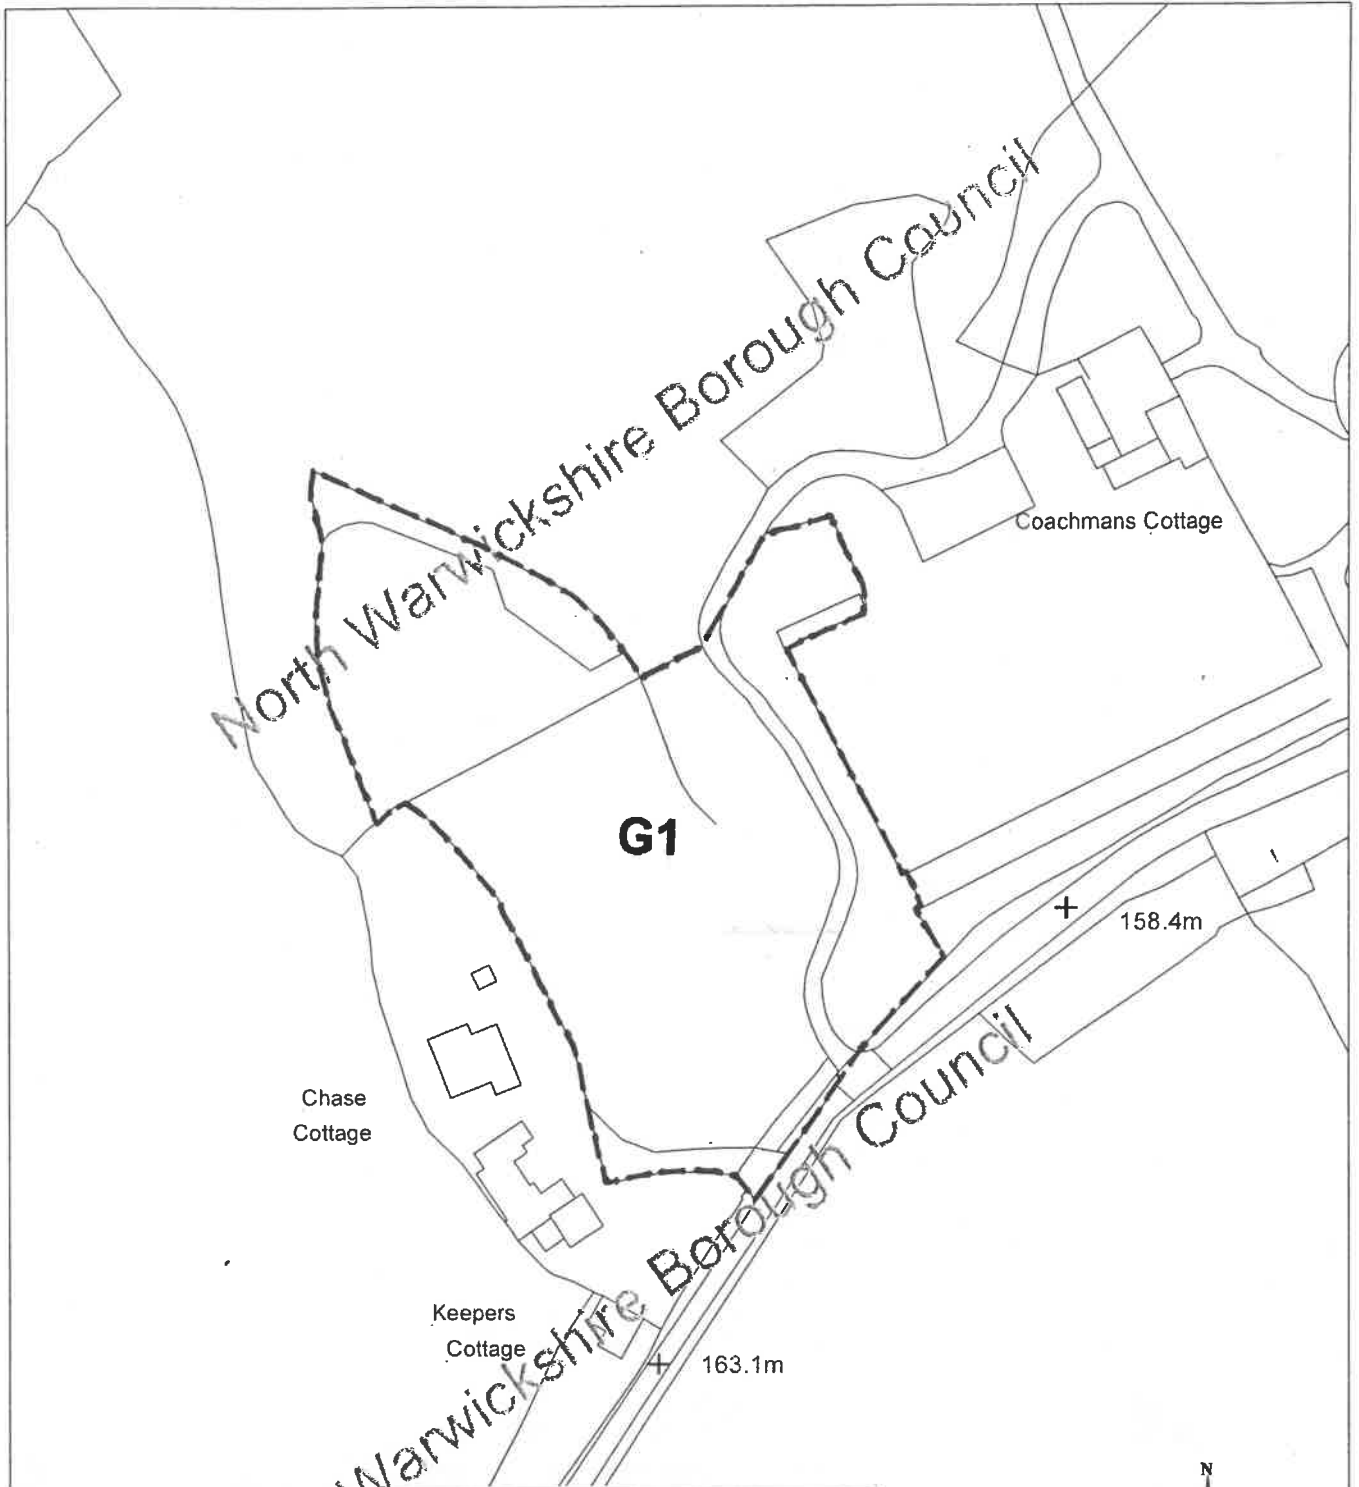 North Warwickshire Borough Council
Coachmans Cottage
G1
158.4m
Chase
Cottage
Warwickshire Borough Council
Keepers
Cottage
163.1m
N